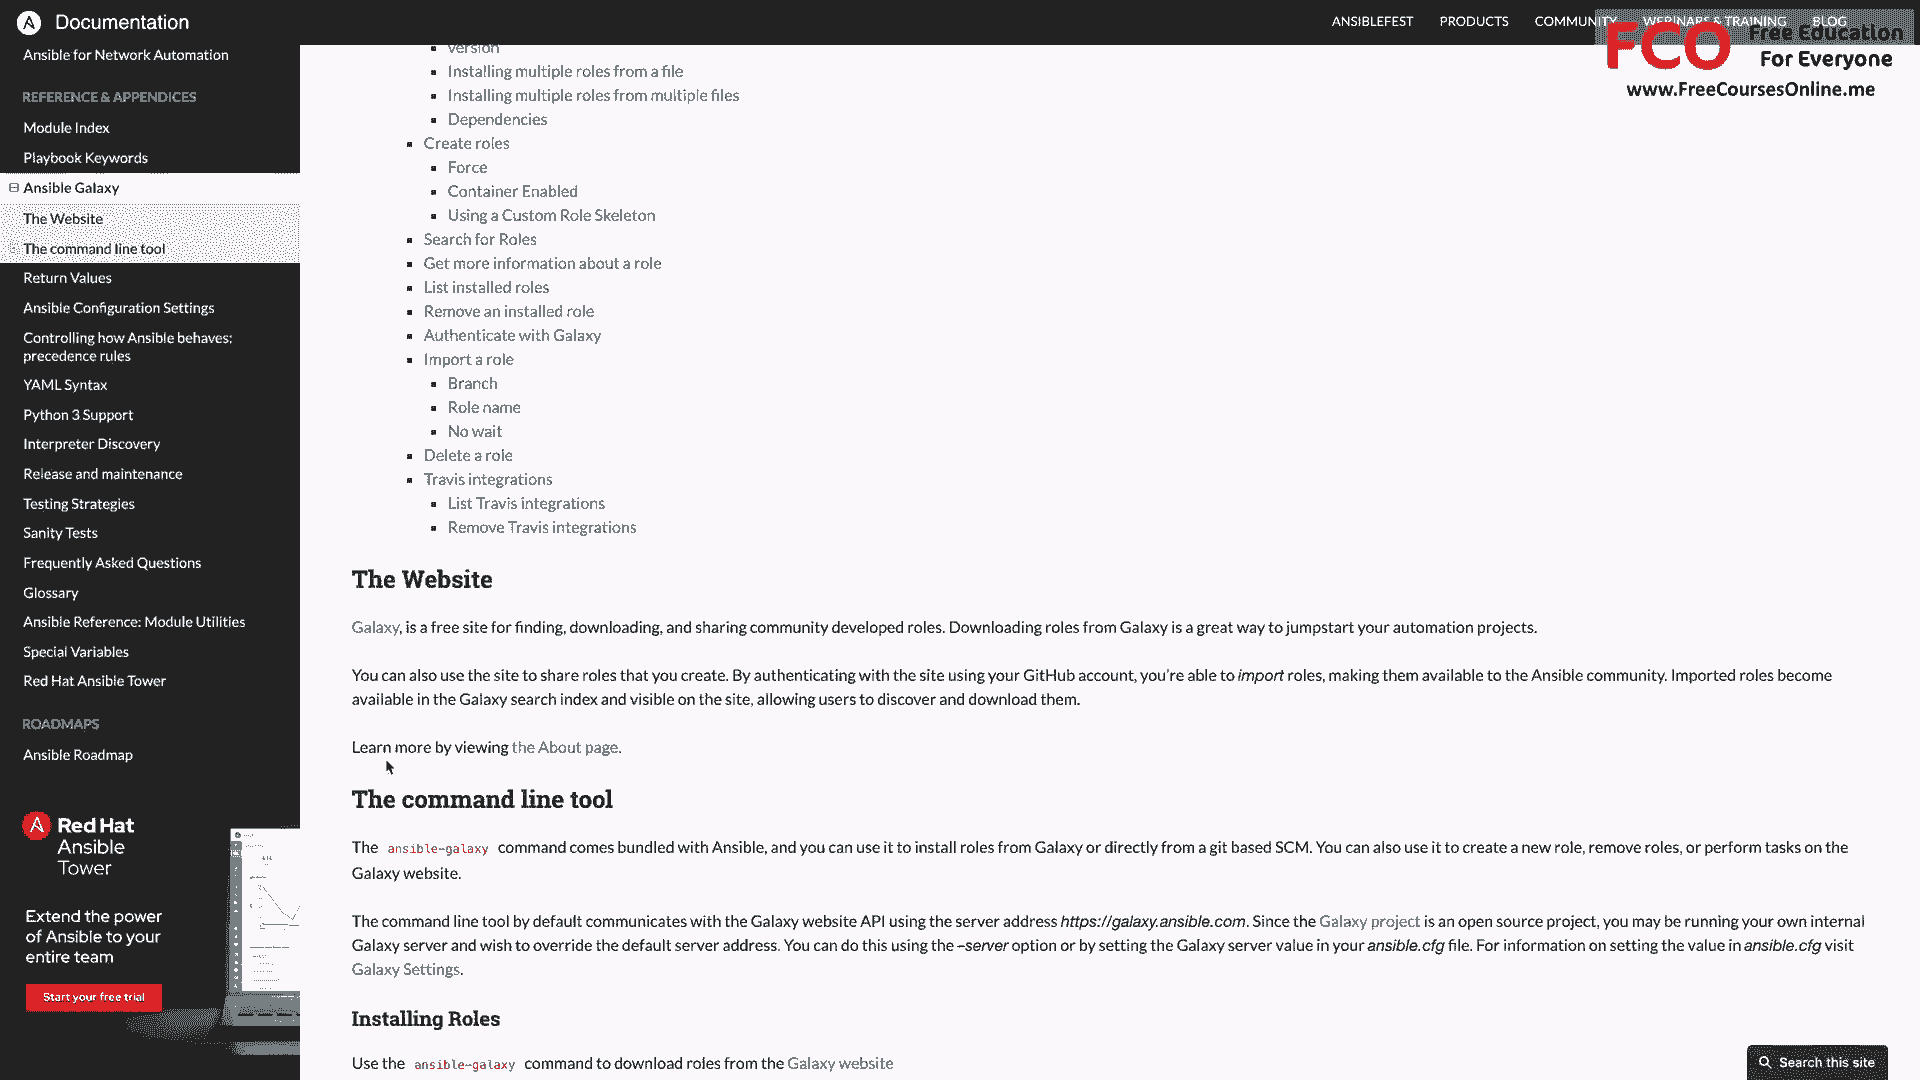 Documentation
ANSIBLEFEST
PRODUCTS
COMMUNITY
WEBINARS & TRAINING
BLOG
FCO
Free Education
For Everyone
www.FreeCoursesOnline.me
Ansible for Network Automation
REFERENCE & APPENDICES
Module Index
Playbook Keywords
Ansible Galaxy
The Website
The command line tool
Return Values
Ansible Configuration Settings
Controlling how Ansible behaves:
precedence rules
YAML Syntax
Python 3 Support
Interpreter Discovery
Release and maintenance
Testing Strategies
Sanity Tests
Frequently Asked Questions
Glossary
Ansible Reference: Module Utilities
Special Variables
Red Hat Ansible Tower
ROADMAPS
Ansible Roadmap
Red Hat
Ansible
Tower
Extend the power
of Ansible to your
entire team
Start your free trial
version
Installing multiple roles from a file
Installing multiple roles from multiple files
Dependencies
Create roles
Force
Container Enabled
Using a Custom Role Skeleton
Search for Roles
Get more information about a role
List installed roles
Remove an installed role
Authenticate with Galaxy
Import a role
Branch
Role name
No wait
Delete a role
Travis integrations
List Travis integrations
Remove Travis integrations
The Website
Galaxy, is a free site for finding, downloading, and sharing community developed roles. Downloading roles from Galaxy is a great way to jumpstart your automation projects.
You can also use the site to share roles that you create. By authenticating with the site using your GitHub account, you're able to import roles, making them available to the Ansible community. Imported roles become
available in the Galaxy search index and visible on the site, allowing users to discover and download them.
Learn more by viewing the About page.
The command line tool
The ansible-galaxy command comes bundled with Ansible, and you can use it to install roles from Galaxy or directly from a git based SCM. You can also use it to create a new role, remove roles, or perform tasks on the
Galaxy website.
The command line tool by default communicates with the Galaxy website API using the server address https://galaxy.ansible.com. Since the Galaxy project is an open source project, you may be running your own internal
Galaxy server and wish to override the default server address. You can do this using the –server option or by setting the Galaxy server value in your ansible.cfg file. For information on setting the value in ansible.cfg visit
Galaxy Settings.
Installing Roles
Use the ansible-galaxy command to download roles from the Galaxy website
Search this site